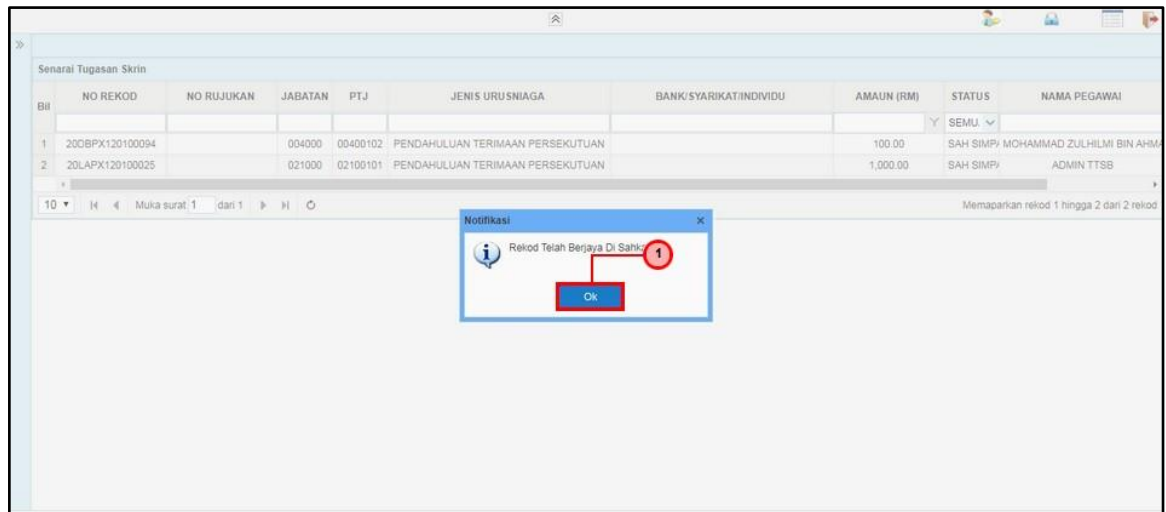 Senarai Tugasan Skrin
Bil NO REKOD NO RUJUKAN JABATAN PTJ JENIS URUSNIAGA BANK/SYARIKAT/INDIVIDU AMAUN (RM) STATUS NAMA PEGAWAI
SEMU
1 20DBPX120100094 004000 00400102 PENDAHULUAN TERIMAAN PERSEKUTUAN 100.00 SAH SIMP MOHAMMAD ZULHILMI BIN AHMA
2 20LAPX120100025 021000 02100101 PENDAHULUAN TERIMAAN PERSEKUTUAN 1,000.00 SAH SIMP ADMIN TTSB
10 Muka surat 1 dari 1 Memaparkan rekod 1 hingga 2 dari 2 rekod
Notifikasi
Rekod Telah Berjaya Di Sahka
1
Ok